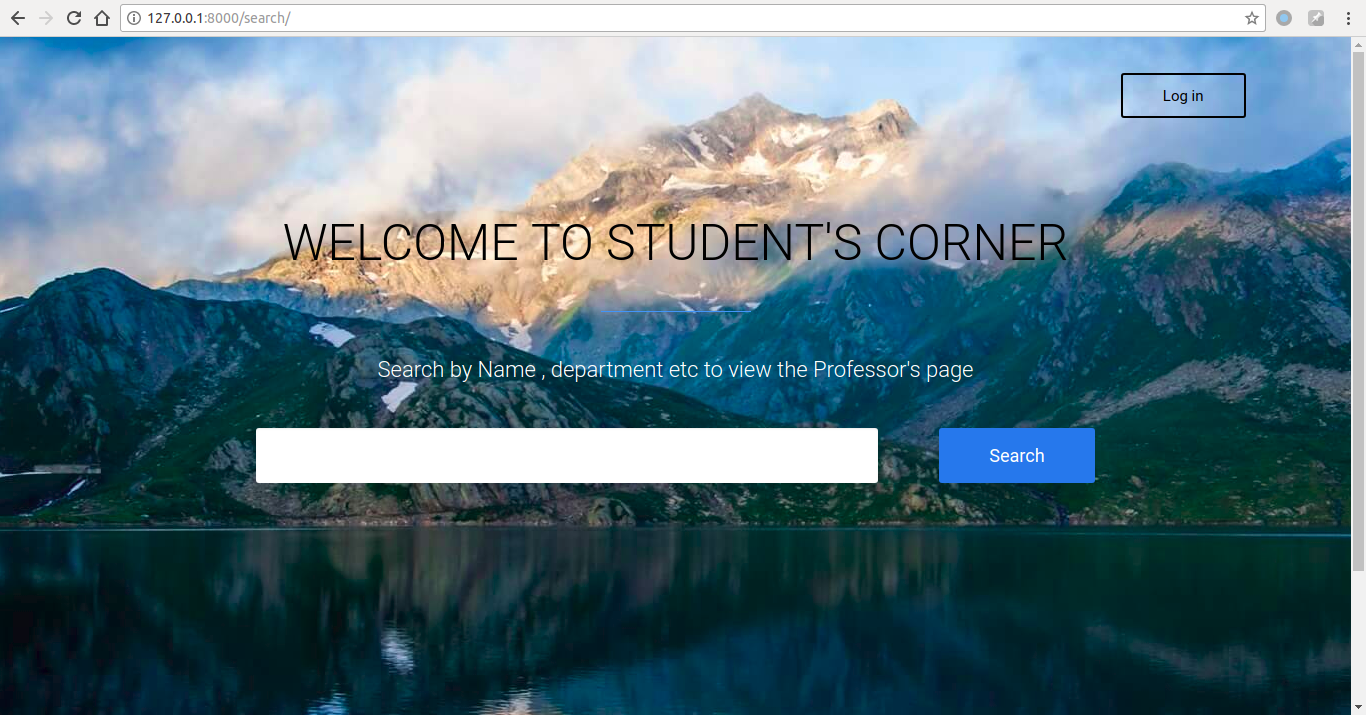 127.0.0.1:8000/search/
Log in
WELCOME TO STUDENT'S CORNER
Search by Name , department etc to view the Professor's page
Search